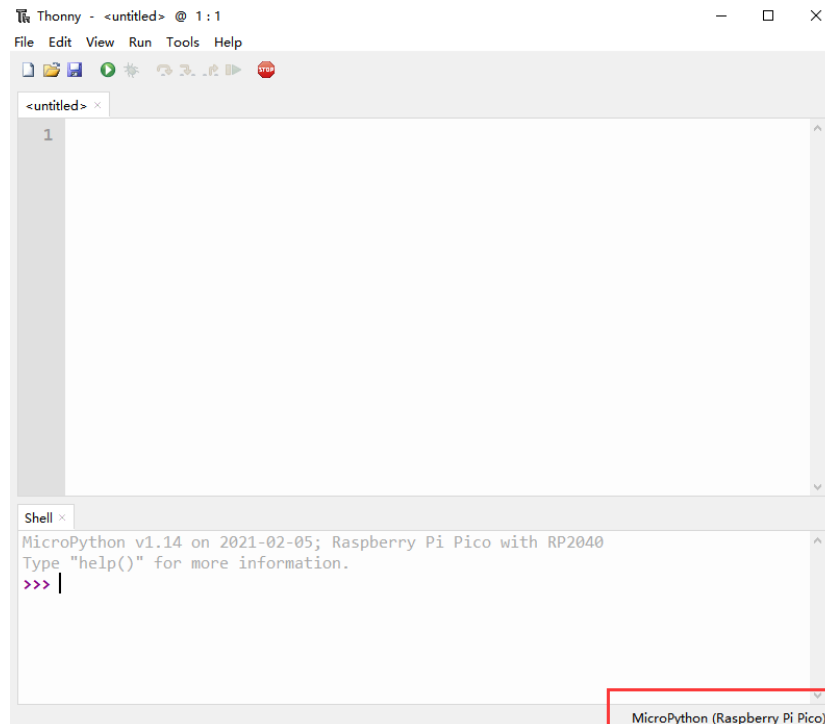 Thonny - <untitled> @ 1:1
File Edit View Run Tools Help
STOP
<untitled> ×
1
Shell ×
MicroPython v1.14 on 2021-02-05; Raspberry Pi Pico with RP2040
Type "help()" for more information.
>>>
MicroPython (Raspberry Pi Pico)